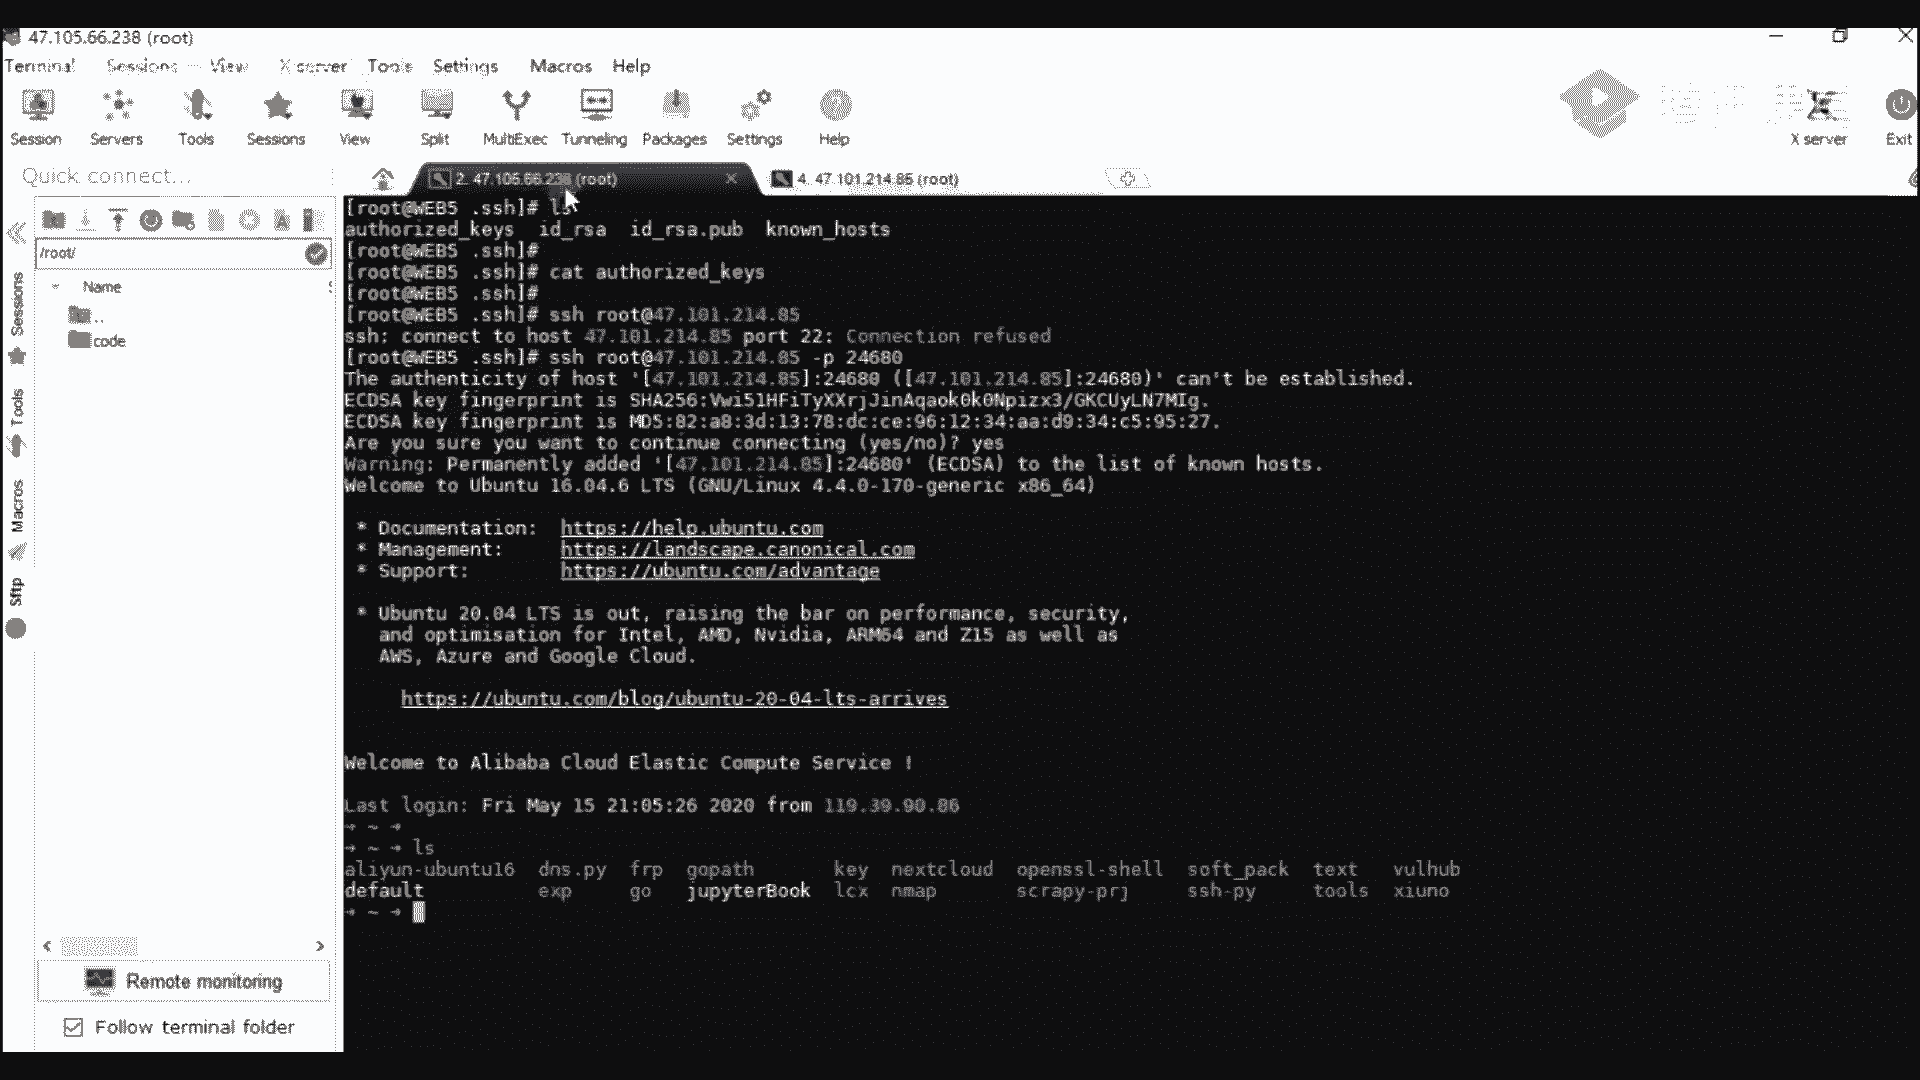 47.105.66.238 (root)
Terminal Sessions View X server Tools Settings Macros Help
Session Servers Tools Sessions View Split MultiExec Tunneling Packages Settings Help X server Exit
Quick connect...
2. 47.105.66.238 (root) 4. 47.101.214.85 (root)
/root/
Name
..
code
Sessions
Tools
Macros
Sftp
Remote monitoring
Follow terminal folder
[root@WEB5 .ssh]# ls
authorized_keys id_rsa id_rsa.pub known_hosts
[root@WEB5 .ssh]#
[root@WEB5 .ssh]# cat authorized_keys
[root@WEB5 .ssh]#
[root@WEB5 .ssh]# ssh root@47.101.214.85
ssh: connect to host 47.101.214.85 port 22: Connection refused
[root@WEB5 .ssh]# ssh root@47.101.214.85 -p 24680
The authenticity of host '[47.101.214.85]:24680 ([47.101.214.85]:24680)' can't be established.
ECDSA key fingerprint is SHA256:Vwi51HFiTyXXrjJinAqaok0k0Npizx3/GKCUyLN7MIg.
ECDSA key fingerprint is MD5:82:a8:3d:13:78:dc:ce:96:12:34:aa:d9:34:c5:95:27.
Are you sure you want to continue connecting (yes/no)? yes
Warning: Permanently added '[47.101.214.85]:24680' (ECDSA) to the list of known hosts.
Welcome to Ubuntu 16.04.6 LTS (GNU/Linux 4.4.0-170-generic x86_64)
* Documentation: https://help.ubuntu.com
* Management: https://landscape.canonical.com
* Support: https://ubuntu.com/advantage
* Ubuntu 20.04 LTS is out, raising the bar on performance, security,
and optimisation for Intel, AMD, Nvidia, ARM64 and Z15 as well as
AWS, Azure and Google Cloud.
https://ubuntu.com/blog/ubuntu-20-04-lts-arrives
Welcome to Alibaba Cloud Elastic Compute Service !
Last login: Fri May 15 21:05:26 2020 from 119.39.90.86
→ ~ →
→ ~ → ls
aliyun-ubuntu16 dns.py frp gopath key nextcloud openssl-shell soft_pack text vulhub
default exp go jupyterBook lcx nmap scrapy-prj ssh-py tools xiuno
→ ~ →